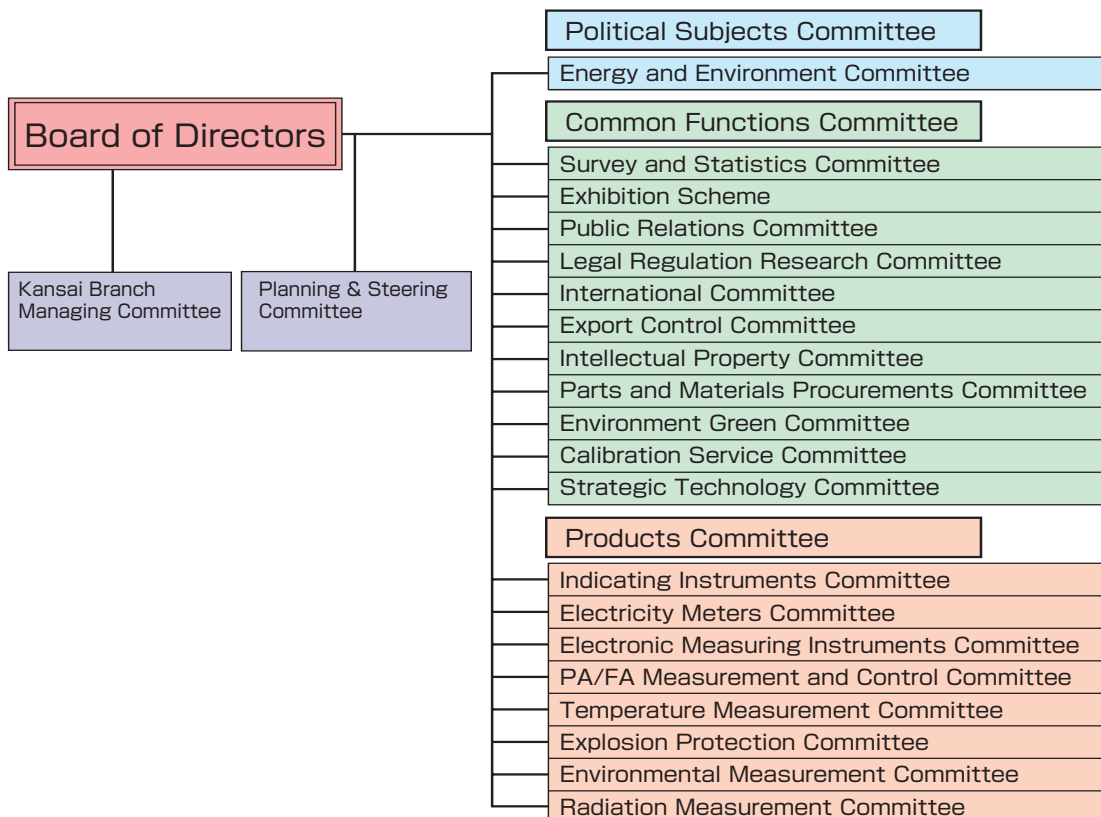 Board of Directors
Kansai Branch
Managing Committee
Planning & Steering
Committee
Political Subjects Committee
Energy and Environment Committee
Common Functions Committee
Survey and Statistics Committee
Exhibition Scheme
Public Relations Committee
Legal Regulation Research Committee
International Committee
Export Control Committee
Intellectual Property Committee
Parts and Materials Procurements Committee
Environment Green Committee
Calibration Service Committee
Strategic Technology Committee
Products Committee
Indicating Instruments Committee
Electricity Meters Committee
Electronic Measuring Instruments Committee
PA/FA Measurement and Control Committee
Temperature Measurement Committee
Explosion Protection Committee
Environmental Measurement Committee
Radiation Measurement Committee